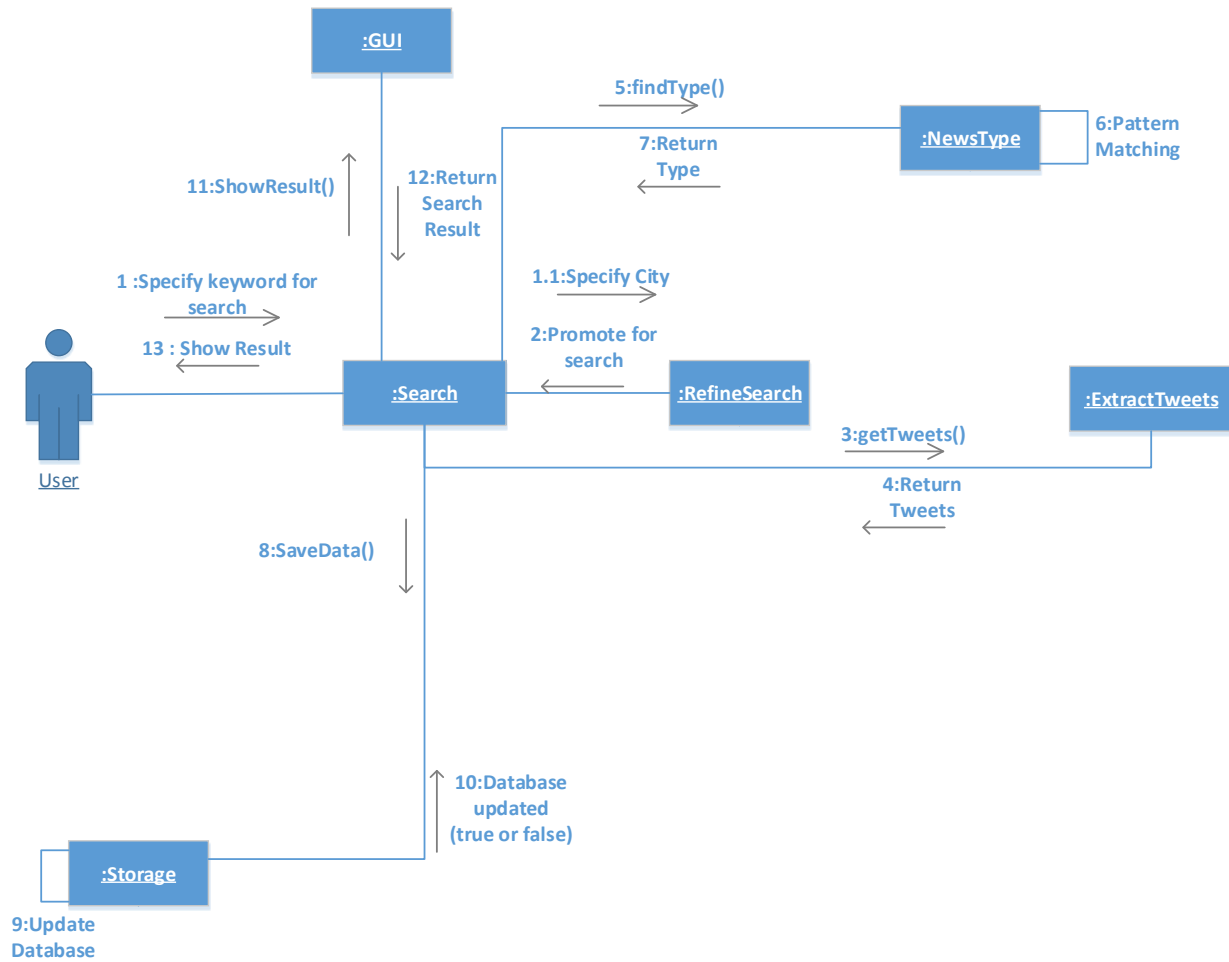 :GUI
5:findType()
:NewsType
6:Pattern
Matching
7:Return
Type
11:ShowResult()
12:Return
Search
Result
1 :Specify keyword for
search
1.1:Specify City
13 : Show Result
2:Promote for
search
:Search
:RefineSearch
:ExtractTweets
3:getTweets()
User
4:Return
Tweets
8:SaveData()
10:Database
updated
(true or false)
:Storage
9:Update
Database